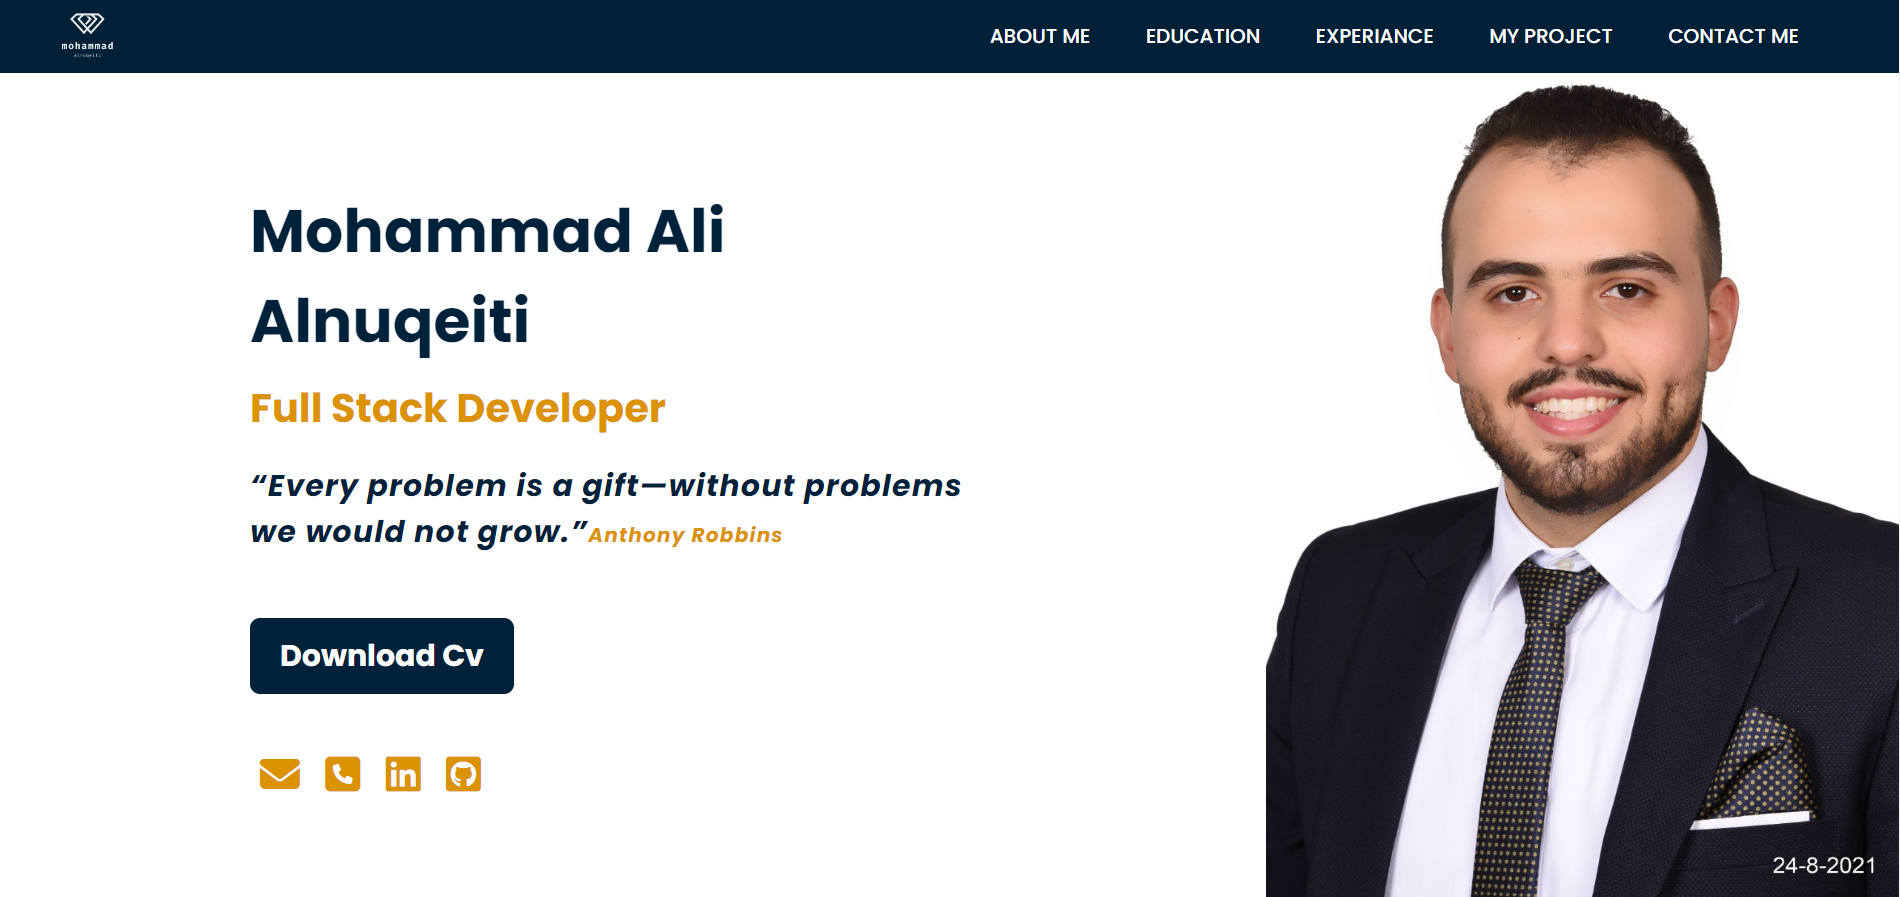 mohammad
alnuqeiti
ABOUT ME
EDUCATION
EXPERIANCE
MY PROJECT
CONTACT ME
Mohammad Ali
Alnuqeiti
Full Stack Developer
“Every problem is a gift—without problems
we would not grow.”Anthony Robbins
Download Cv
in
24-8-2021